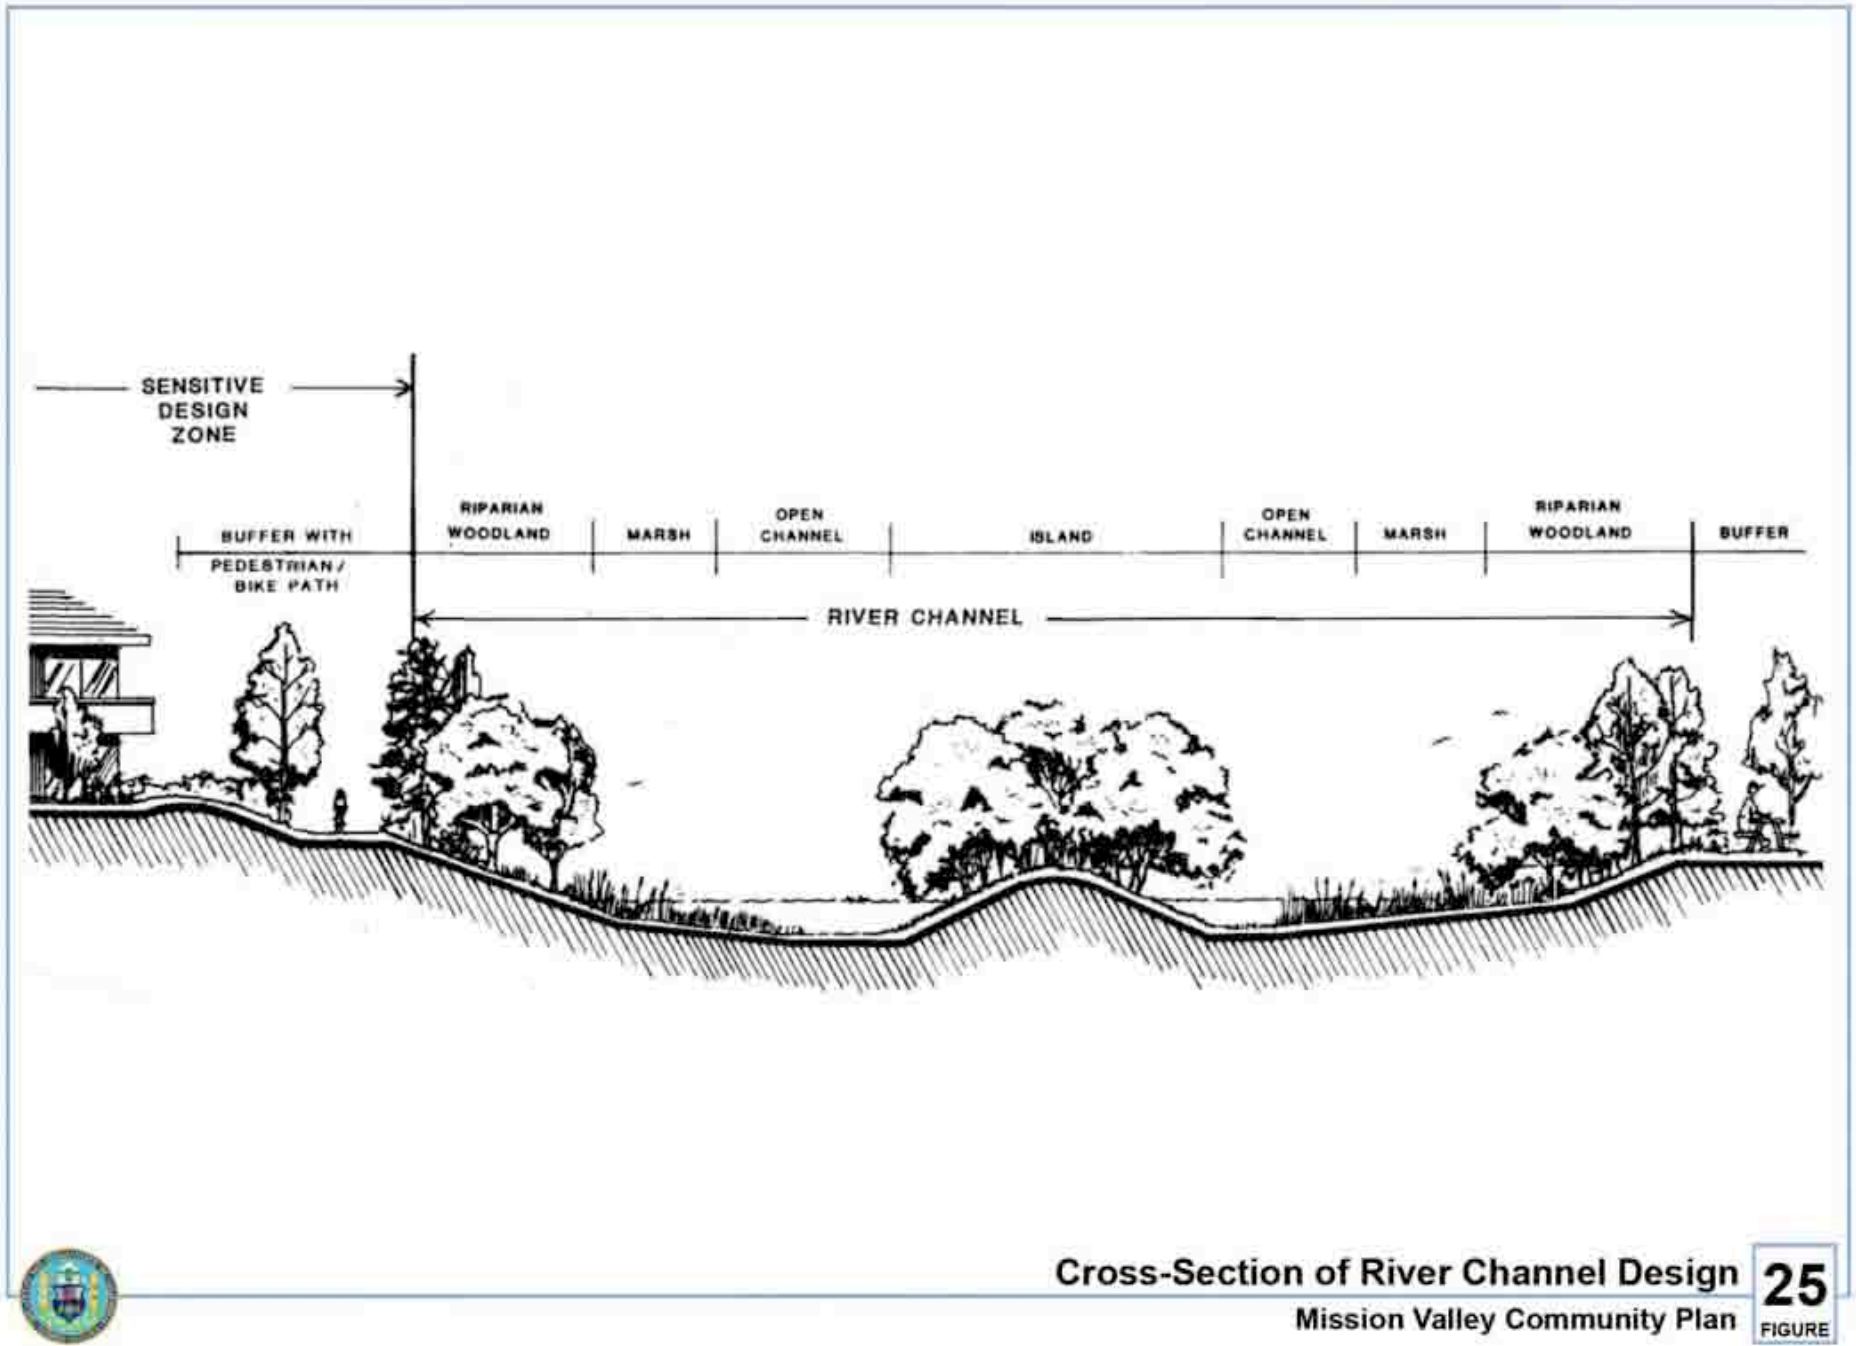 SENSITIVE
DESIGN
ZONE
BUFFER WITH
PEDESTRIAN/
BIKE PATH
RIPARIAN
WOODLAND
MARSH
OPEN
CHANNEL
ISLAND
OPEN
CHANNEL
MARSH
RIPARIAN
WOODLAND
BUFFER
RIVER CHANNEL
Cross-Section of River Channel Design
Mission Valley Community Plan
25
FIGURE